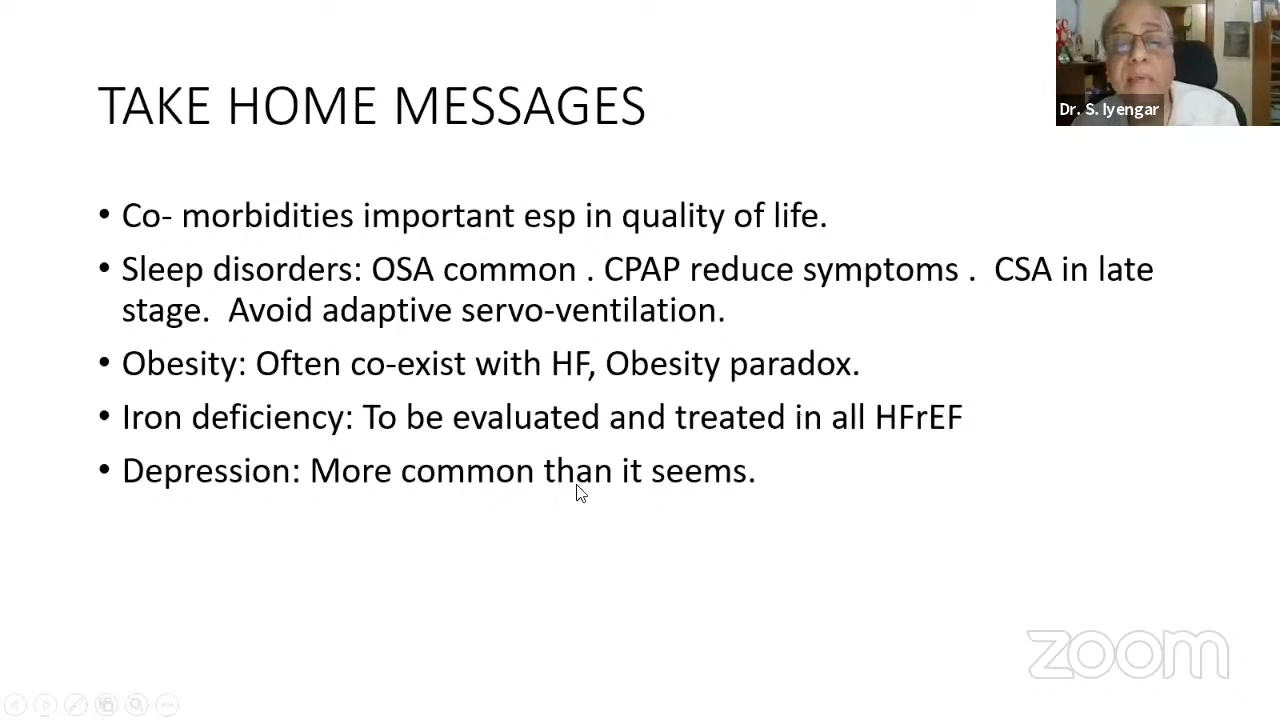 TAKE HOME MESSAGES
Dr. S. Iyengar
• Co- morbidities important esp in quality of life.
• Sleep disorders: OSA common . CPAP reduce symptoms .  CSA in late
stage.  Avoid adaptive servo-ventilation.
• Obesity: Often co-exist with HF, Obesity paradox.
• Iron deficiency: To be evaluated and treated in all HFrEF
• Depression: More common than it seems.
zoom